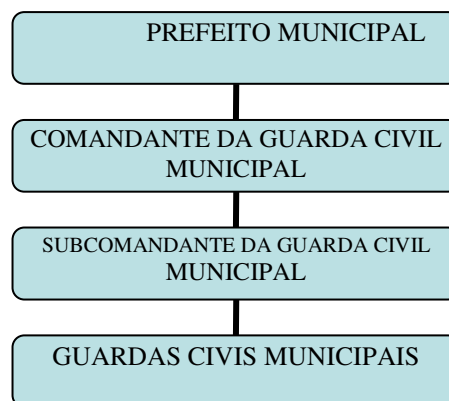 PREFEITO MUNICIPAL
COMANDANTE DA GUARDA CIVIL
MUNICIPAL
SUBCOMANDANTE DA GUARDA CIVIL
MUNICIPAL
GUARDAS CIVIS MUNICIPAIS